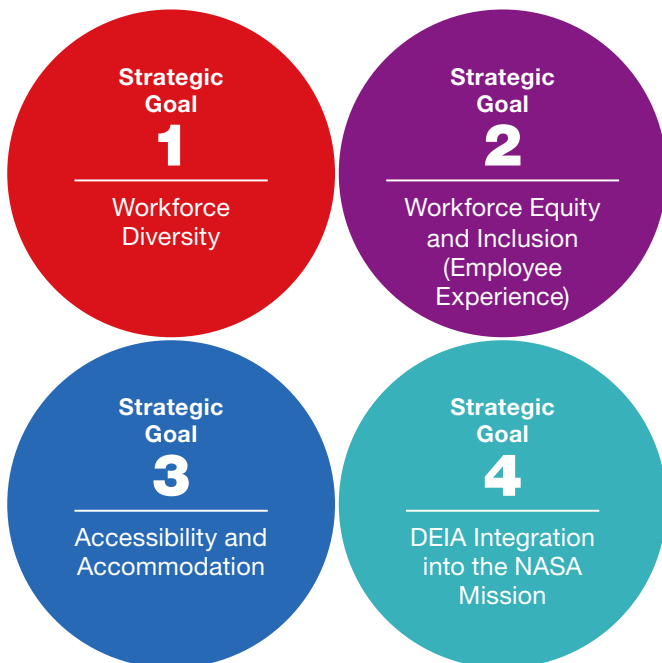 Strategic
Goal
1
Workforce
Diversity
Strategic
Goal
2
Workforce Equity
and Inclusion
(Employee
Experience)
Strategic
Goal
3
Accessibility and
Accommodation
Strategic
Goal
4
DEIA Integration
into the NASA
Mission